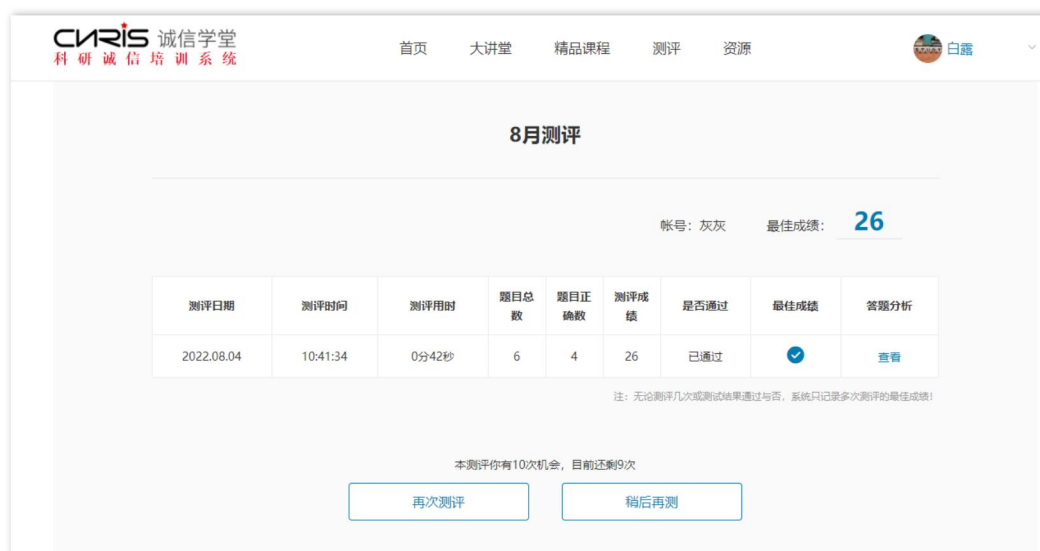 CNRIS 诚信学堂
科研诚信培训系统
首页 大讲堂 精品课程 测评 资源
白露
8月测评
帐号：灰灰 最佳成绩： 26
测评日期 测评时间 测评用时 题目总数 题目正确数 测评成绩 是否通过 最佳成绩 答题分析
2022.08.04 10:41:34 0分42秒 6 4 26 已通过 查看
注：无论测评几次或测试结果通过与否，系统只记录多次测评的最佳成绩！
本测评你有10次机会，目前还剩9次
再次测评 稍后再测